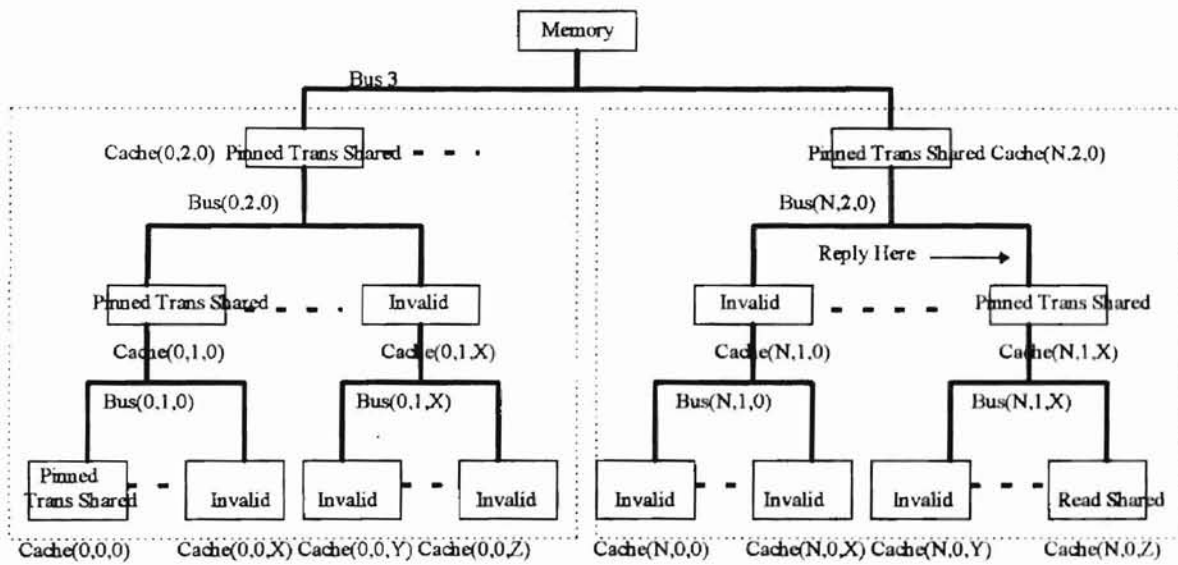 Memory
Bus 3
Cache(0,2,0) Pinned Trans Shared
Pinned Trans Shared Cache(N,2,0)
Bus(0,2,0)
Bus(N,2,0)
Reply Here
Pinned Trans Shared
Invalid
Invalid
Pinned Trans Shared
Cache(0,1,0)
Cache(0,1,X)
Cache(N,1,0)
Cache(N,1,X)
Bus(0,1,0)
Bus(0,1,X)
Bus(N,1,0)
Bus(N,1,X)
Pinned
Trans Shared
Invalid
Invalid
Invalid
Invalid
Invalid
Invalid
Read Shared
Cache(0,0,0)
Cache(0,0,X)
Cache(0,0,Y)
Cache(0,0,Z)
Cache(N,0,0)
Cache(N,0,X)
Cache(N,0,Y)
Cache(N,0,Z)